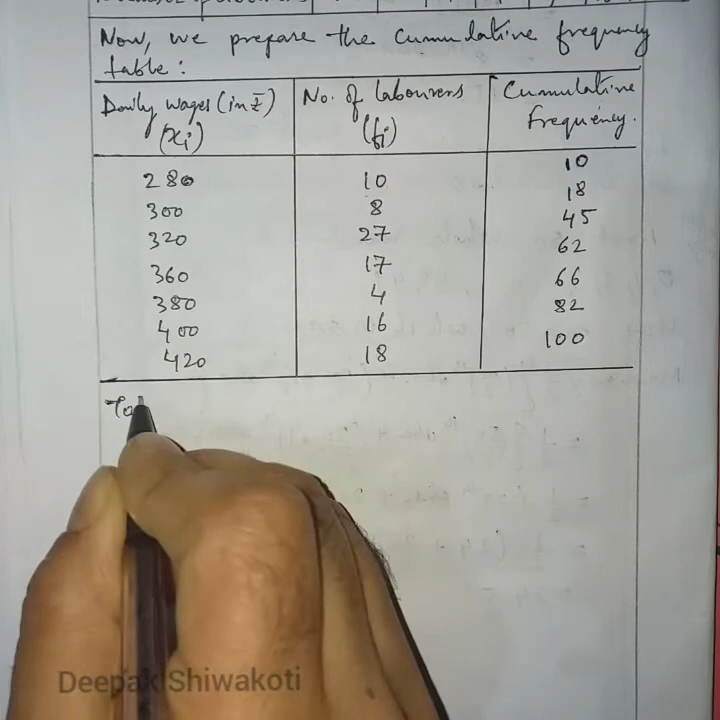 Now, we prepare the cumulative frequency
table:
Daily wages (in ₹) No. of labourers Cumulative
(xi) (fi) frequency.
280 10 10
300 8 18
320 27 45
360 17 62
380 4 66
400 16 82
420 18 100
To
Deepak Shiwakoti